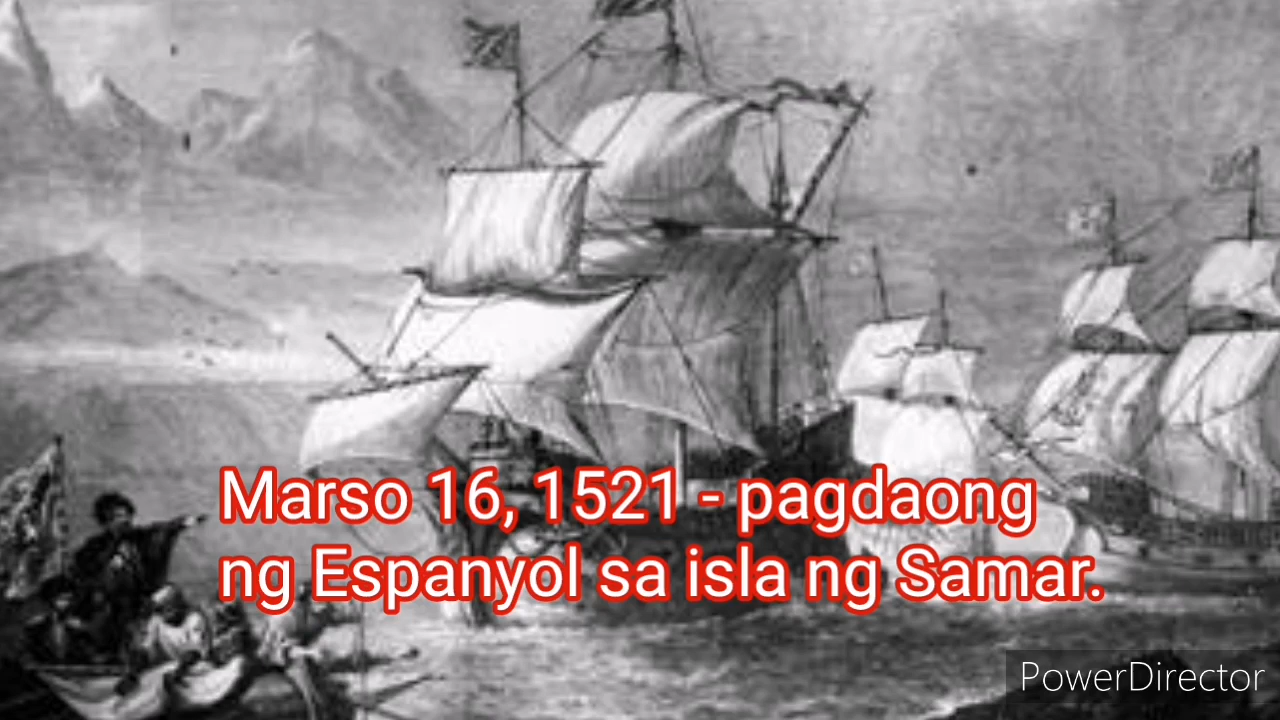 Marso 16, 1521 - pagdaong
ng Espanyol sa isla ng Samar.
PowerDirector